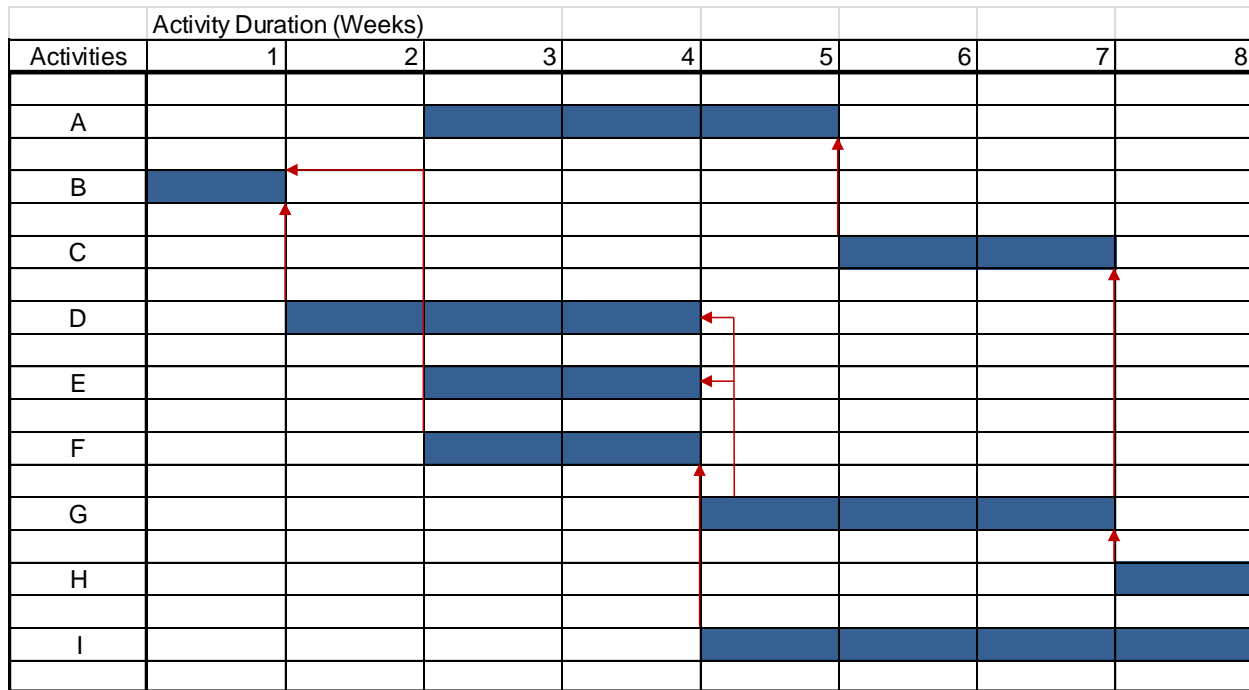 Activity Duration (Weeks)
Activities 1 2 3 4 5 6 7 8
A
B
C
D
E
F
G
H
I